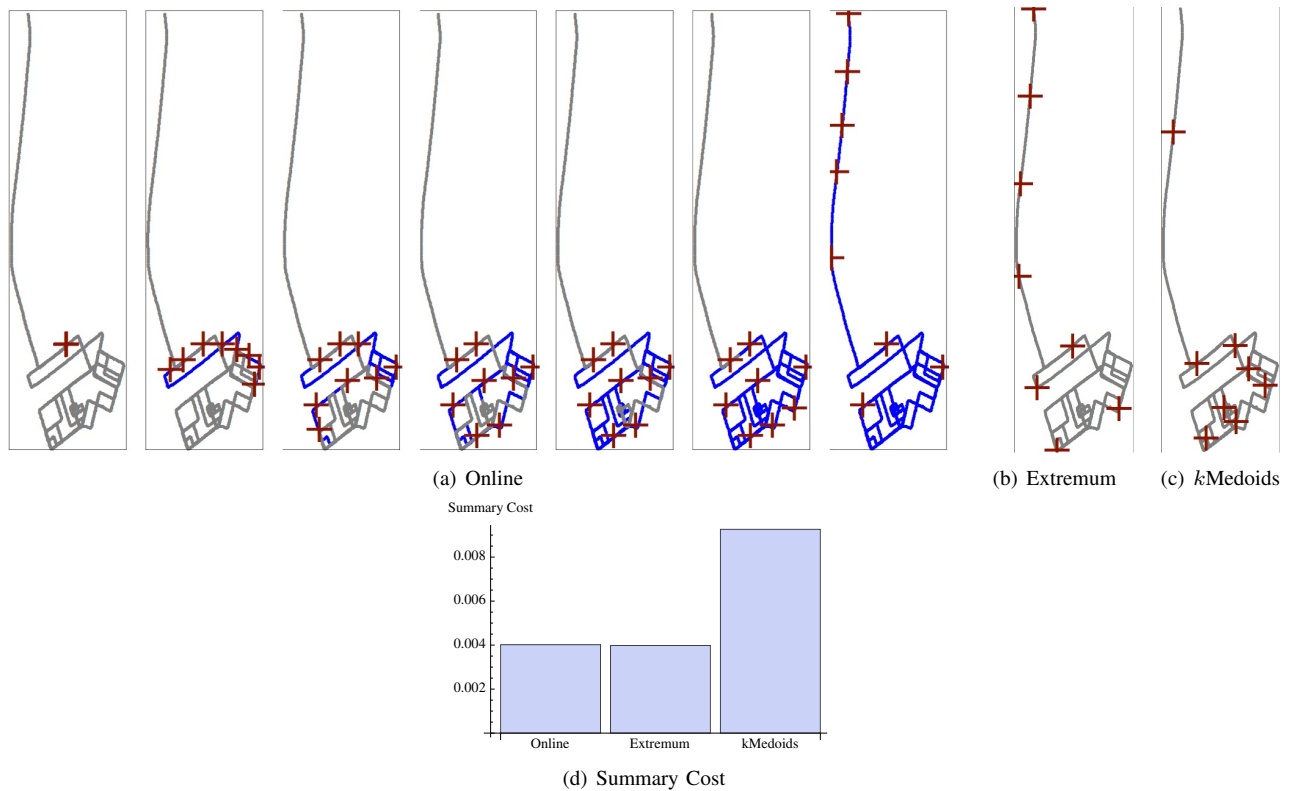 (a) Online
(b) Extremum
(c) kMedoids
Summary Cost
0.008
0.006
0.004
0.002
Online
Extremum
kMedoids
(d) Summary Cost